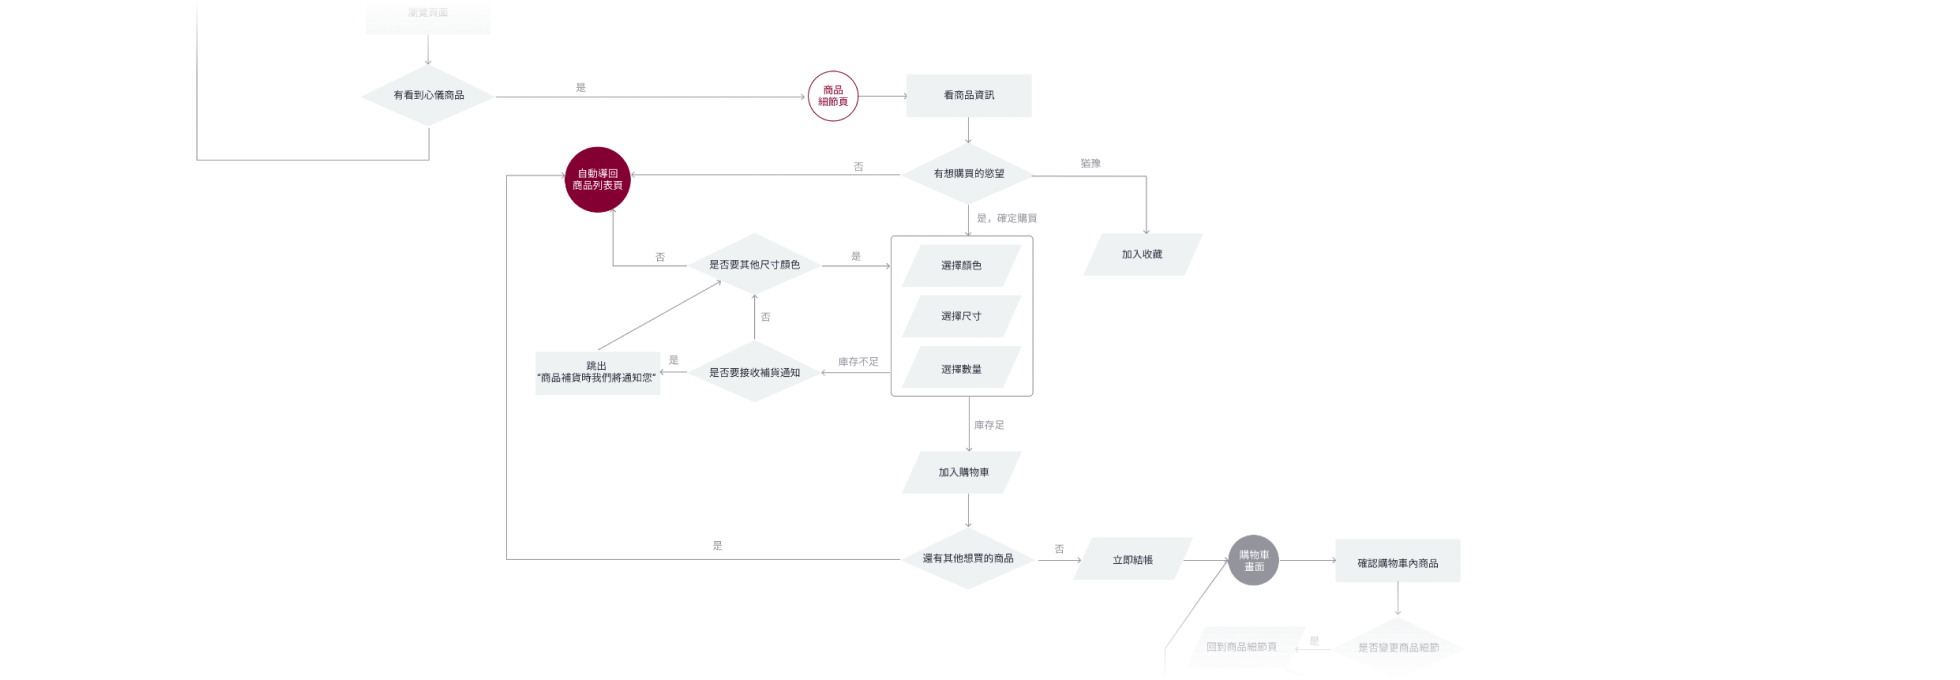 瀏覽頁面
有看到心儀商品
是
商品
細節頁
看商品資訊
自動導回
商品列表頁
否
有想購買的慾望
猶豫
是，確定購買
加入收藏
否
是否要其他尺寸顏色
是
選擇顏色
否
選擇尺寸
跳出
“商品補貨時我們將通知您”
是
是否要接收補貨通知
庫存不足
選擇數量
庫存足
加入購物車
是
還有其他想買的商品
否
立即結帳
購物車
畫面
確認購物車內商品
回到商品細節頁
是
是否變更商品細節